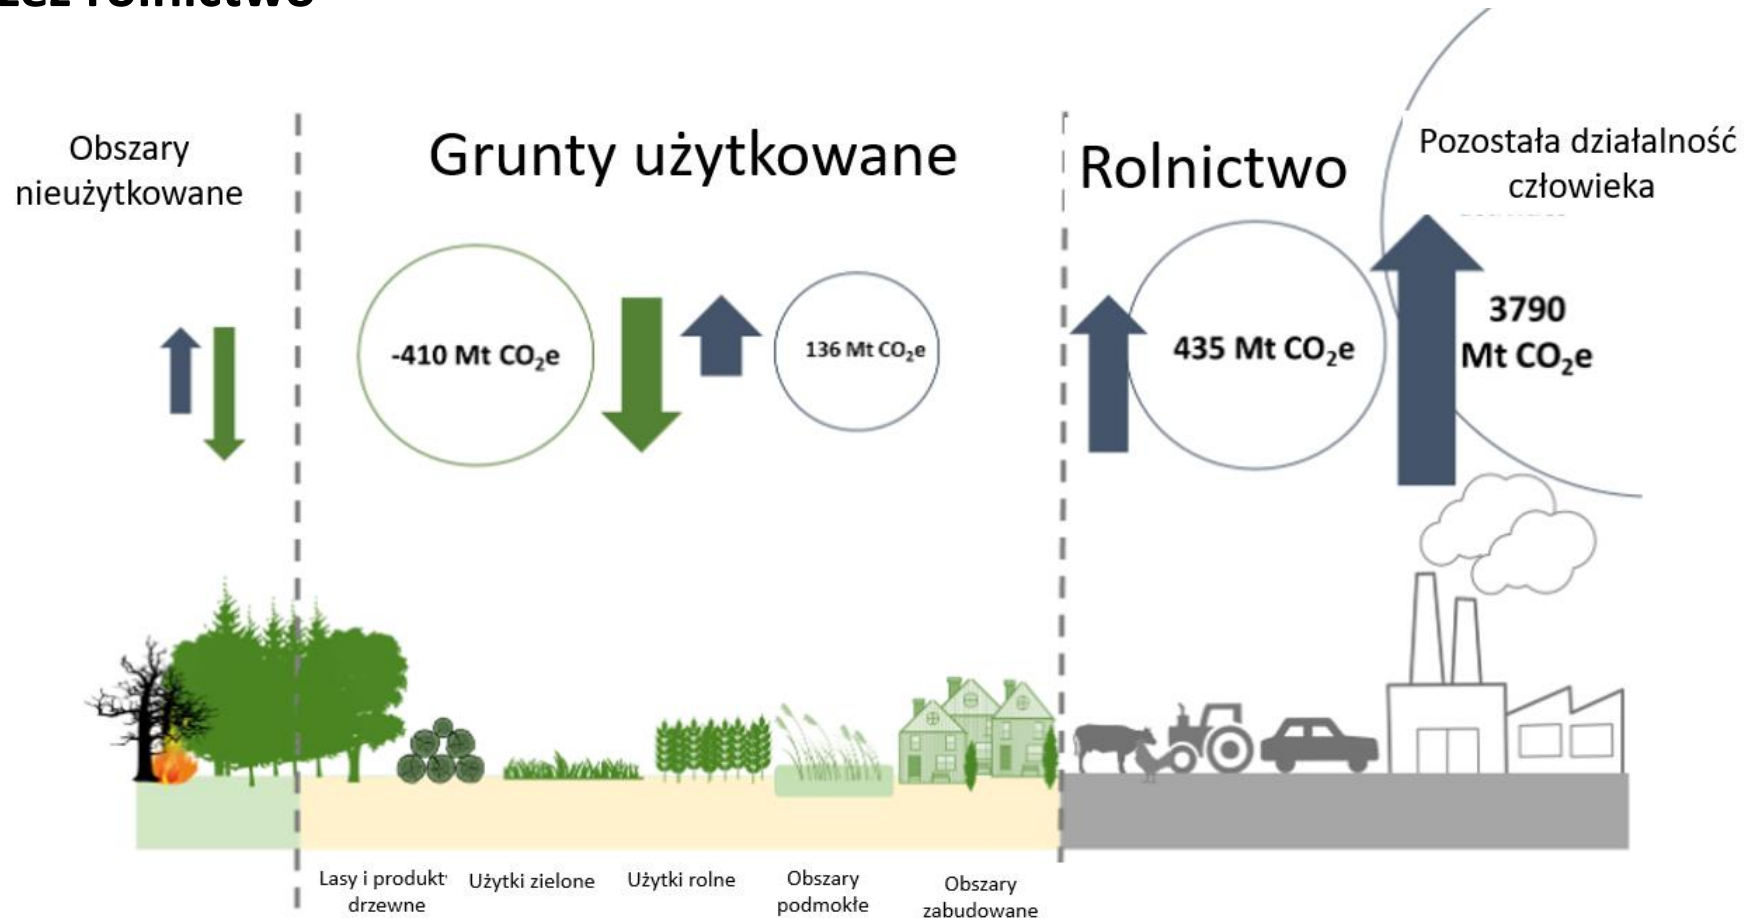 rolnictwo
Obszary
nieużytkowane
Grunty użytkowane
Rolnictwo
Pozostała działalność
człowieka
-410 Mt CO₂e
136 Mt CO₂e
435 Mt CO₂e
3790
Mt CO₂e
Lasy i produkt
drzewne
Użytki zielone
Użytki rolne
Obszary
podmokłe
Obszary
zabudowane